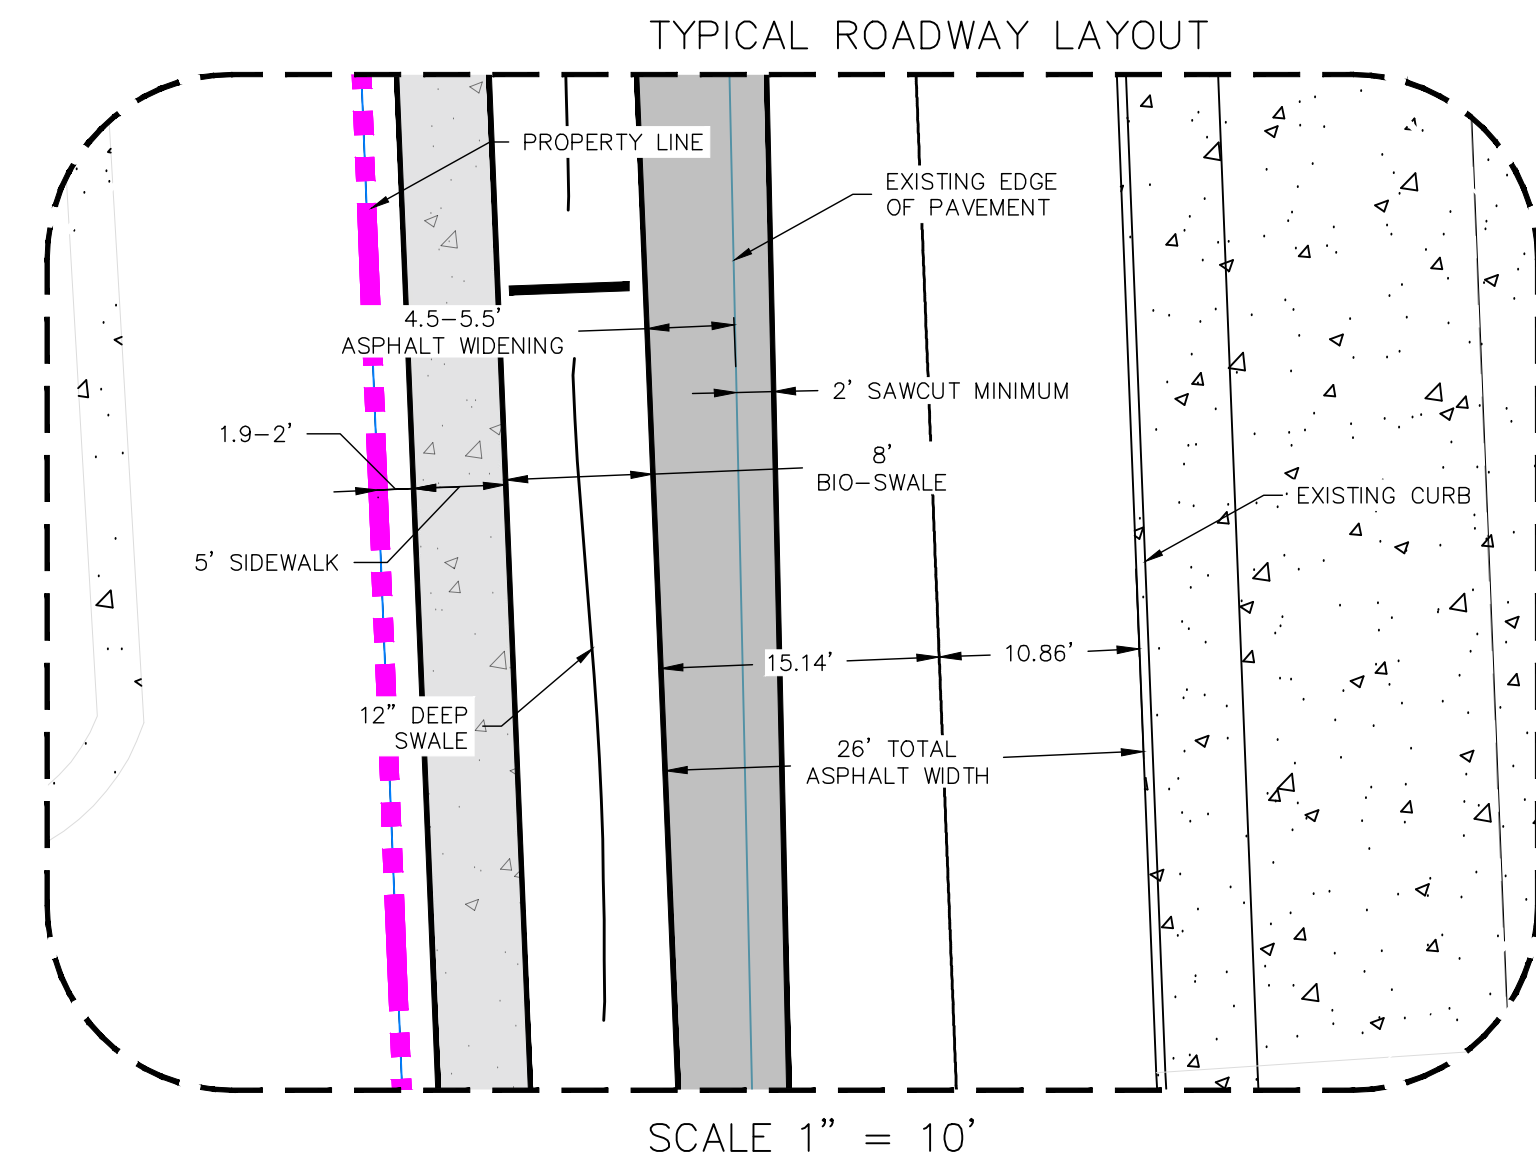 TYPICAL ROADWAY LAYOUT
PROPERTY LINE
EXISTING EDGE
OF PAVEMENT
4.5-5.5'
ASPHALT WIDENING
2' SAWCUT MINIMUM
1.9-2'
8'
BIO-SWALE
EXISTING CURB
5' SIDEWALK
15.14'
10.86'
12" DEEP
SWALE
26' TOTAL
ASPHALT WIDTH
SCALE 1" = 10'